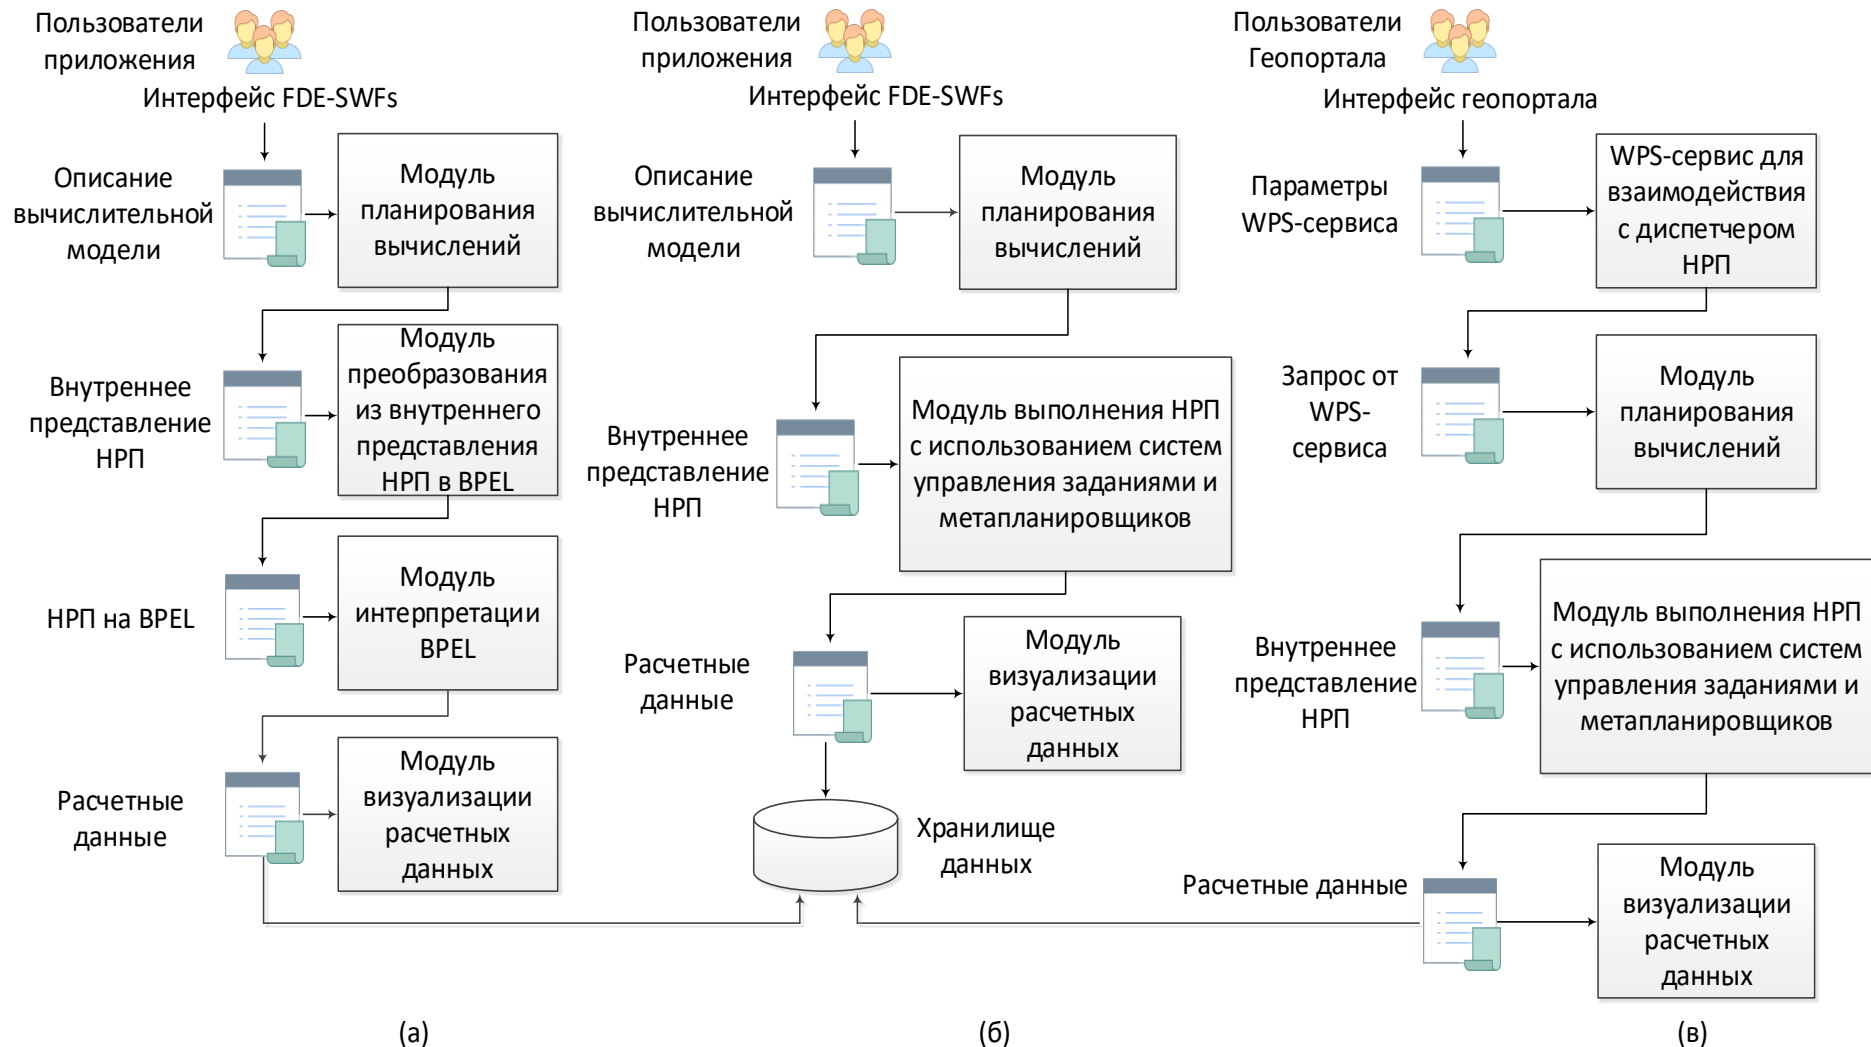 Пользователи
приложения
Интерфейс FDE-SWFs
Описание
вычислительной
модели
Модуль
планирования
вычислений
Внутреннее
представление
НРП
Модуль
преобразования
из внутреннего
представления
НРП в BPEL
НРП на BPEL
Модуль
интерпретации
BPEL
Расчетные
данные
Модуль
визуализации
расчетных
данных
(а)
Пользователи
приложения
Интерфейс FDE-SWFs
Описание
вычислительной
модели
Модуль
планирования
вычислений
Внутреннее
представление
НРП
Модуль выполнения НРП
с использованием систем
управления заданиями и
метапланировщиков
Расчетные
данные
Модуль
визуализации
расчетных
данных
Хранилище
данных
(б)
Пользователи
Геопортала
Интерфейс геопортала
Параметры
WPS-сервиса
WPS-сервис для
взаимодействия
с диспетчером
НРП
Запрос от
WPS-
сервиса
Модуль
планирования
вычислений
Внутреннее
представление
НРП
Модуль выполнения НРП
с использованием систем
управления заданиями и
метапланировщиков
Расчетные данные
Модуль
визуализации
расчетных
данных
(в)